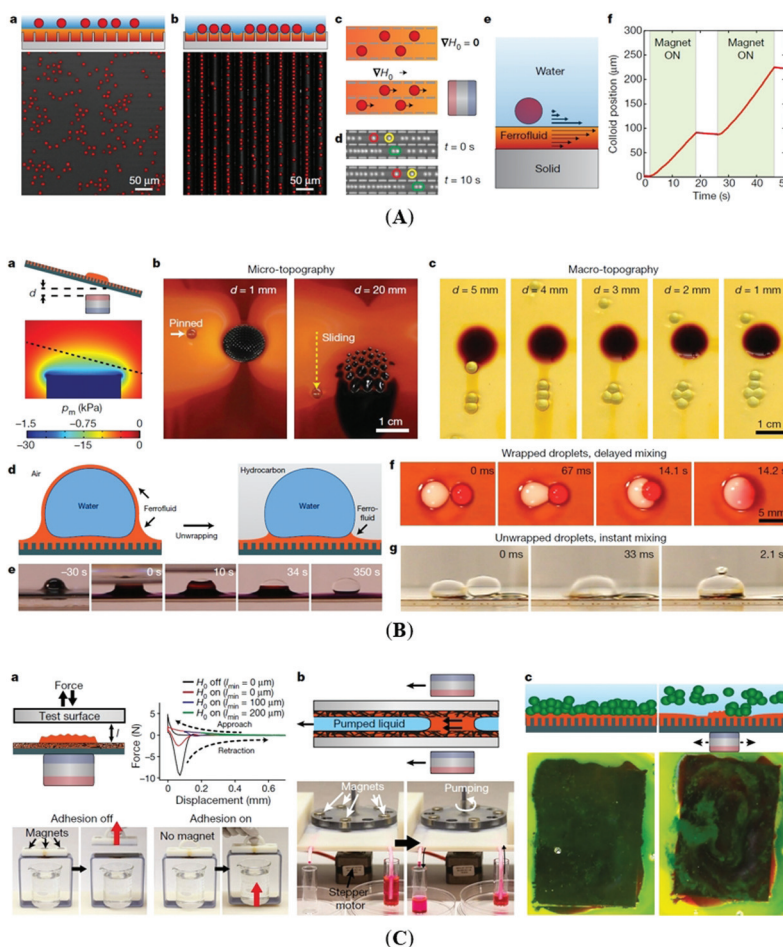 a
b
50 µm
50 µm
c
∇H₀ = 0
∇H₀ →
d
t = 0 s
t = 10 s
e
Water
Ferrofluid
Solid
f
Magnet ON
Magnet ON
Colloid position (µm)
300
250
200
150
100
50
0
0 10 20 30 40 50
Time (s)
(A)
a
d
pₘ (kPa)
−1.5 −0.75 0
−30 −15 0
b
Micro-topography
d = 1 mm
d = 20 mm
Pinned
Sliding
1 cm
c
Macro-topography
d = 5 mm
d = 4 mm
d = 3 mm
d = 2 mm
d = 1 mm
1 cm
d
Air
Water
Ferrofluid
Unwrapping
Hydrocarbon
Water
Ferro-
fluid
e
−30 s
0 s
10 s
34 s
350 s
f
Wrapped droplets, delayed mixing
0 ms
67 ms
14.1 s
14.2 s
5 mm
g
Unwrapped droplets, instant mixing
0 ms
33 ms
2.1 s
(B)
a
Force
Test surface
l
H₀ off (lₘᵢₙ = 0 µm)
H₀ on (lₘᵢₙ = 0 µm)
H₀ on (lₘᵢₙ = 100 µm)
H₀ on (lₘᵢₙ = 200 µm)
Approach
Retraction
Force (N)
5
0
−5
−10
0 0.2 0.4 0.6
Displacement (mm)
Adhesion off
Magnets
Adhesion on
No magnet
b
Pumped liquid
Magnets
Pumping
Stepper
motor
c
(C)